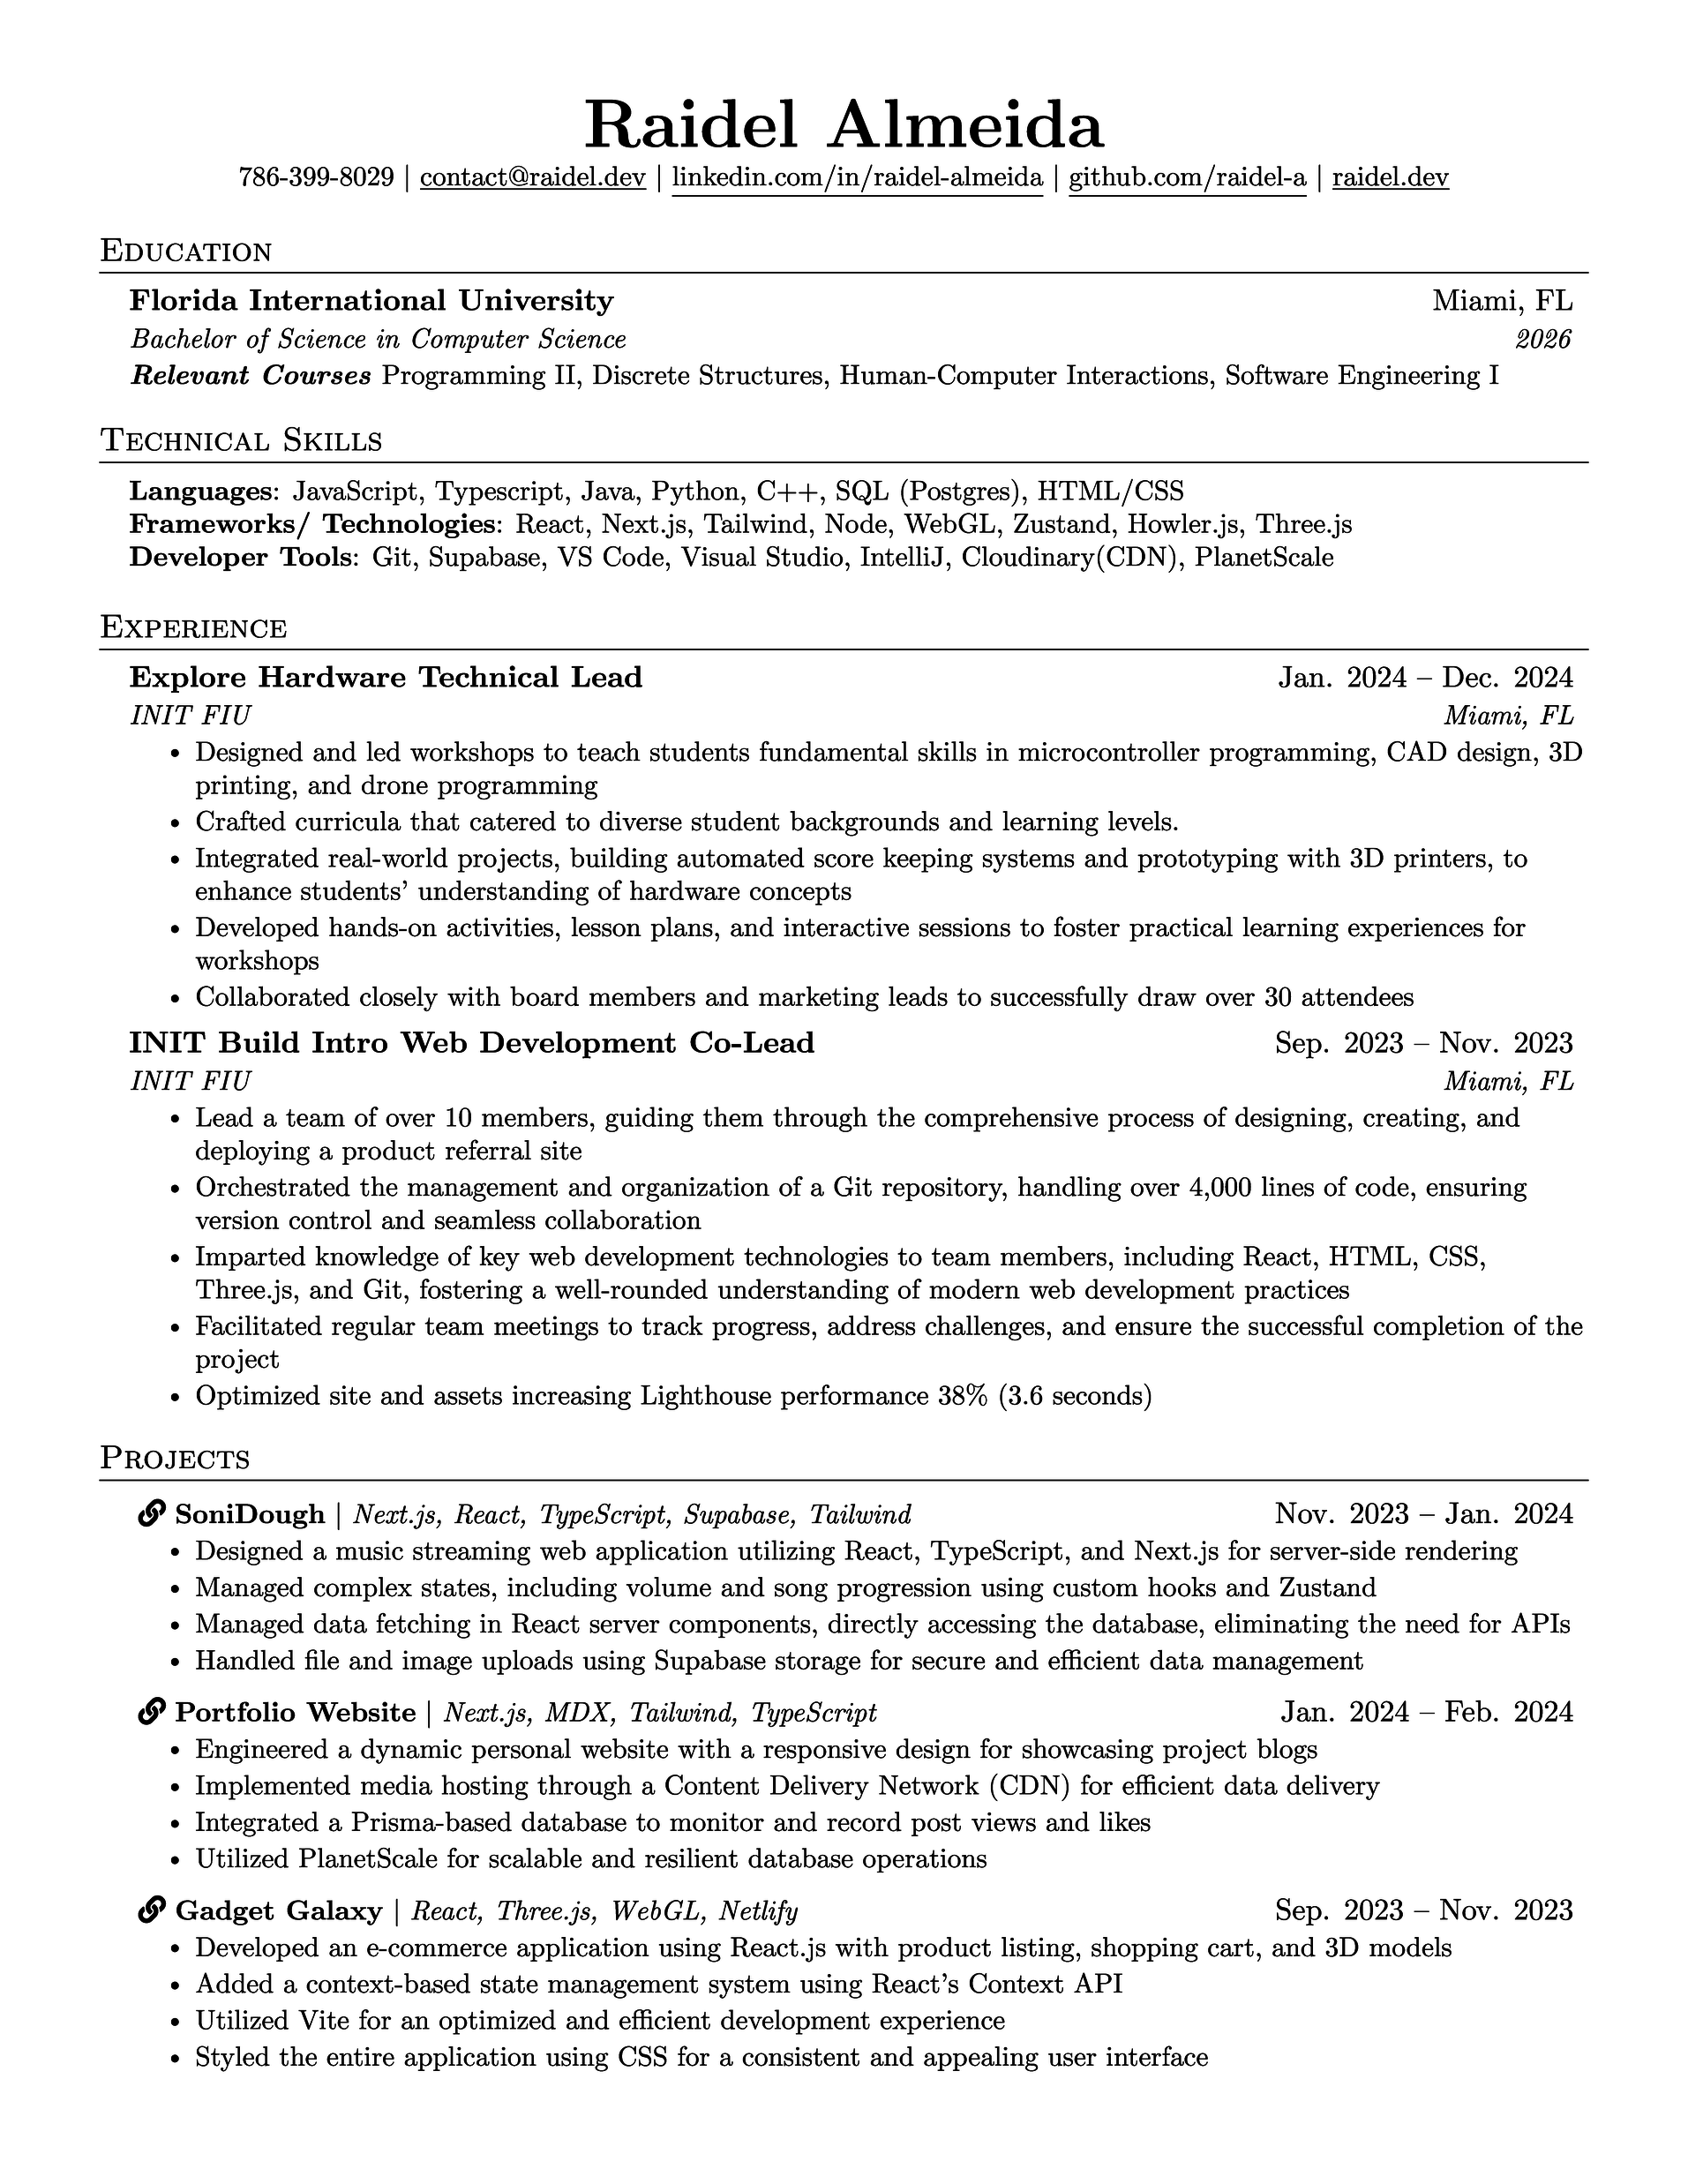 Raidel Almeida
786-399-8029 | contact@raidel.dev | linkedin.com/in/raidel-almeida | github.com/raidel-a | raidel.dev
Education
Florida International University Miami, FL
Bachelor of Science in Computer Science 2026
Relevant Courses Programming II, Discrete Structures, Human-Computer Interactions, Software Engineering I
Technical Skills
Languages: JavaScript, Typescript, Java, Python, C++, SQL (Postgres), HTML/CSS
Frameworks/ Technologies: React, Next.js, Tailwind, Node, WebGL, Zustand, Howler.js, Three.js
Developer Tools: Git, Supabase, VS Code, Visual Studio, IntelliJ, Cloudinary(CDN), PlanetScale
Experience
Explore Hardware Technical Lead Jan. 2024 – Dec. 2024
INIT FIU Miami, FL
• Designed and led workshops to teach students fundamental skills in microcontroller programming, CAD design, 3D
printing, and drone programming
• Crafted curricula that catered to diverse student backgrounds and learning levels.
• Integrated real-world projects, building automated score keeping systems and prototyping with 3D printers, to
enhance students' understanding of hardware concepts
• Developed hands-on activities, lesson plans, and interactive sessions to foster practical learning experiences for
workshops
• Collaborated closely with board members and marketing leads to successfully draw over 30 attendees
INIT Build Intro Web Development Co-Lead Sep. 2023 – Nov. 2023
INIT FIU Miami, FL
• Lead a team of over 10 members, guiding them through the comprehensive process of designing, creating, and
deploying a product referral site
• Orchestrated the management and organization of a Git repository, handling over 4,000 lines of code, ensuring
version control and seamless collaboration
• Imparted knowledge of key web development technologies to team members, including React, HTML, CSS,
Three.js, and Git, fostering a well-rounded understanding of modern web development practices
• Facilitated regular team meetings to track progress, address challenges, and ensure the successful completion of the
project
• Optimized site and assets increasing Lighthouse performance 38% (3.6 seconds)
Projects
SoniDough | Next.js, React, TypeScript, Supabase, Tailwind Nov. 2023 – Jan. 2024
• Designed a music streaming web application utilizing React, TypeScript, and Next.js for server-side rendering
• Managed complex states, including volume and song progression using custom hooks and Zustand
• Managed data fetching in React server components, directly accessing the database, eliminating the need for APIs
• Handled file and image uploads using Supabase storage for secure and efficient data management
Portfolio Website | Next.js, MDX, Tailwind, TypeScript Jan. 2024 – Feb. 2024
• Engineered a dynamic personal website with a responsive design for showcasing project blogs
• Implemented media hosting through a Content Delivery Network (CDN) for efficient data delivery
• Integrated a Prisma-based database to monitor and record post views and likes
• Utilized PlanetScale for scalable and resilient database operations
Gadget Galaxy | React, Three.js, WebGL, Netlify Sep. 2023 – Nov. 2023
• Developed an e-commerce application using React.js with product listing, shopping cart, and 3D models
• Added a context-based state management system using React's Context API
• Utilized Vite for an optimized and efficient development experience
• Styled the entire application using CSS for a consistent and appealing user interface